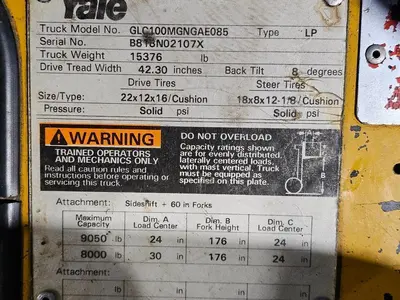 Yale
Truck Model No. GLC100MGNGAE085 Type LP
Serial No. B818N02107X
Truck Weight 15376 lb
Drive Tread Width 42.30 inches Back Tilt 8 degrees
Drive Tires Steer Tires
Size/Type: 22x12x16/Cushion 18x8x12-1/8/Cushion
Pressure: Solid psi Solid psi
WARNING
TRAINED OPERATORS
AND MECHANICS ONLY
Read all caution rules and
instructions before operating or
servicing this truck.
DO NOT OVERLOAD
Capacity ratings shown
are for evenly distributed,
laterally centered loads,
with mast vertical. Truck
must be equipped as
specified on this plate.
B
Attachment: Sideshift + 60 in Forks
Maximum Capacity Dim. A Load Center Dim. B Fork Height Dim. C Load Center
9050 lb 24 in 176 in 24 in
8000 lb 30 in 176 in 24 in
Attachment: